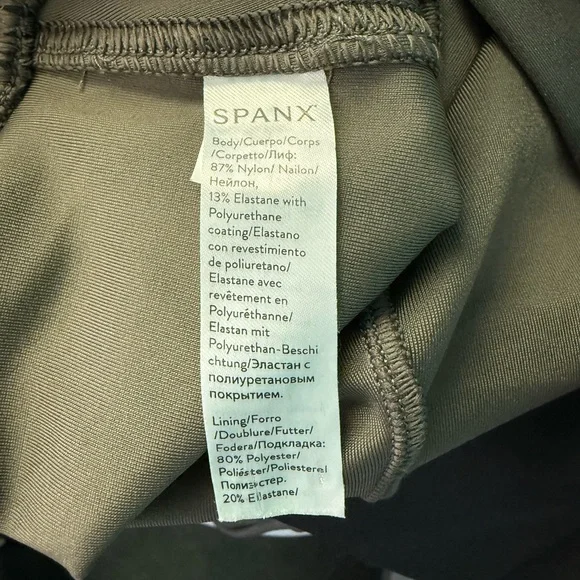 SPANX®
Body/Cuerpo/Corps
/Corpetto/Лиф:
87% Nylon/ Nailon/
Нейлон,
13% Elastane with
Polyurethane
coating/Elastano
con revestimiento
de poliuretano/
Elastane avec
revêtement en
Polyuréthanne/
Elastan mit
Polyurethan-Beschi
chtung/Эластан с
полиуретановым
покрытием.
Lining/Forro
/Doublure/Futter/
Fodera/Подкладка:
80% Polyester/
Poliéster/Poliesterel
Полиэстер.
20% Elastane/